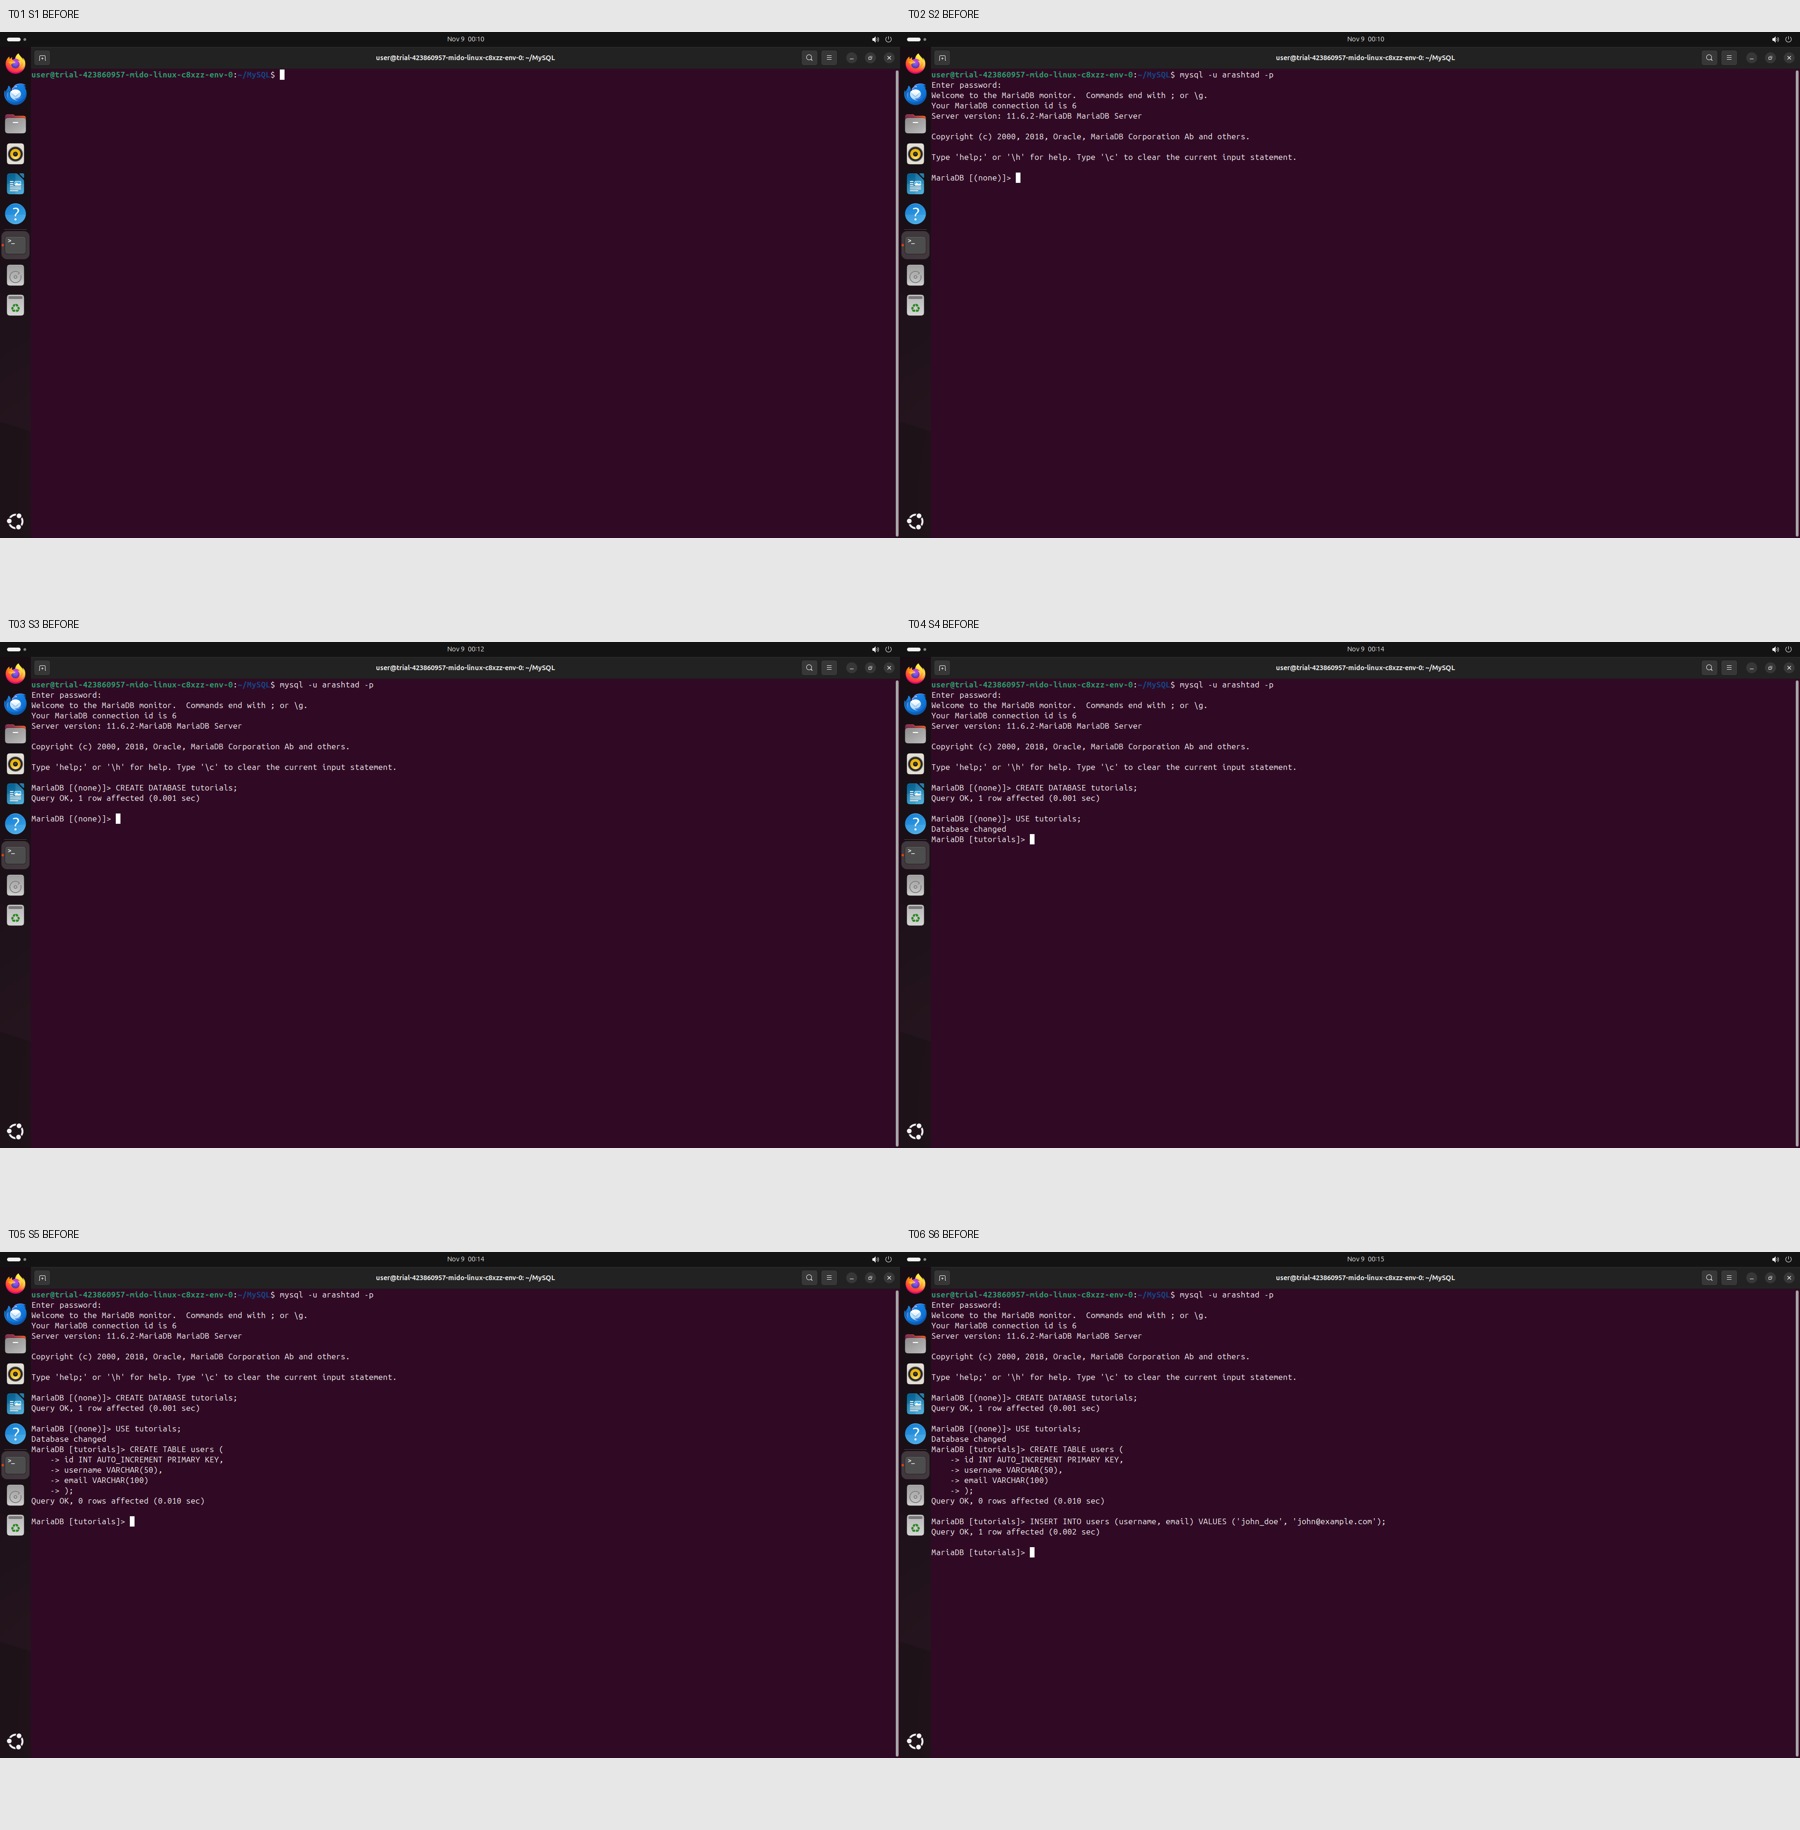 T01 S1 BEFORE
Nov 9 00:10
user@trial-423860957-mido-linux-c8xzz-env-0: ~/MySQL
user@trial-423860957-mido-linux-c8xzz-env-0:~/MySQL$
T02 S2 BEFORE
Nov 9 00:10
user@trial-423860957-mido-linux-c8xzz-env-0: ~/MySQL
user@trial-423860957-mido-linux-c8xzz-env-0:~/MySQL$ mysql -u arashtad -p
Enter password:
Welcome to the MariaDB monitor.  Commands end with ; or \g.
Your MariaDB connection id is 6
Server version: 11.6.2-MariaDB MariaDB Server
Copyright (c) 2000, 2018, Oracle, MariaDB Corporation Ab and others.
Type 'help;' or '\h' for help. Type '\c' to clear the current input statement.
MariaDB [(none)]>
T03 S3 BEFORE
Nov 9 00:12
user@trial-423860957-mido-linux-c8xzz-env-0: ~/MySQL
user@trial-423860957-mido-linux-c8xzz-env-0:~/MySQL$ mysql -u arashtad -p
Enter password:
Welcome to the MariaDB monitor.  Commands end with ; or \g.
Your MariaDB connection id is 6
Server version: 11.6.2-MariaDB MariaDB Server
Copyright (c) 2000, 2018, Oracle, MariaDB Corporation Ab and others.
Type 'help;' or '\h' for help. Type '\c' to clear the current input statement.
MariaDB [(none)]> CREATE DATABASE tutorials;
Query OK, 1 row affected (0.001 sec)
MariaDB [(none)]>
T04 S4 BEFORE
Nov 9 00:14
user@trial-423860957-mido-linux-c8xzz-env-0: ~/MySQL
user@trial-423860957-mido-linux-c8xzz-env-0:~/MySQL$ mysql -u arashtad -p
Enter password:
Welcome to the MariaDB monitor.  Commands end with ; or \g.
Your MariaDB connection id is 6
Server version: 11.6.2-MariaDB MariaDB Server
Copyright (c) 2000, 2018, Oracle, MariaDB Corporation Ab and others.
Type 'help;' or '\h' for help. Type '\c' to clear the current input statement.
MariaDB [(none)]> CREATE DATABASE tutorials;
Query OK, 1 row affected (0.001 sec)
MariaDB [(none)]> USE tutorials;
Database changed
MariaDB [tutorials]>
T05 S5 BEFORE
Nov 9 00:14
user@trial-423860957-mido-linux-c8xzz-env-0: ~/MySQL
user@trial-423860957-mido-linux-c8xzz-env-0:~/MySQL$ mysql -u arashtad -p
Enter password:
Welcome to the MariaDB monitor.  Commands end with ; or \g.
Your MariaDB connection id is 6
Server version: 11.6.2-MariaDB MariaDB Server
Copyright (c) 2000, 2018, Oracle, MariaDB Corporation Ab and others.
Type 'help;' or '\h' for help. Type '\c' to clear the current input statement.
MariaDB [(none)]> CREATE DATABASE tutorials;
Query OK, 1 row affected (0.001 sec)
MariaDB [(none)]> USE tutorials;
Database changed
MariaDB [tutorials]> CREATE TABLE users (
-> id INT AUTO_INCREMENT PRIMARY KEY,
-> username VARCHAR(50),
-> email VARCHAR(100)
-> );
Query OK, 0 rows affected (0.010 sec)
MariaDB [tutorials]>
T06 S6 BEFORE
Nov 9 00:15
user@trial-423860957-mido-linux-c8xzz-env-0: ~/MySQL
user@trial-423860957-mido-linux-c8xzz-env-0:~/MySQL$ mysql -u arashtad -p
Enter password:
Welcome to the MariaDB monitor.  Commands end with ; or \g.
Your MariaDB connection id is 6
Server version: 11.6.2-MariaDB MariaDB Server
Copyright (c) 2000, 2018, Oracle, MariaDB Corporation Ab and others.
Type 'help;' or '\h' for help. Type '\c' to clear the current input statement.
MariaDB [(none)]> CREATE DATABASE tutorials;
Query OK, 1 row affected (0.001 sec)
MariaDB [(none)]> USE tutorials;
Database changed
MariaDB [tutorials]> CREATE TABLE users (
-> id INT AUTO_INCREMENT PRIMARY KEY,
-> username VARCHAR(50),
-> email VARCHAR(100)
-> );
Query OK, 0 rows affected (0.010 sec)
MariaDB [tutorials]> INSERT INTO users (username, email) VALUES ('john_doe', 'john@example.com');
Query OK, 1 row affected (0.002 sec)
MariaDB [tutorials]>